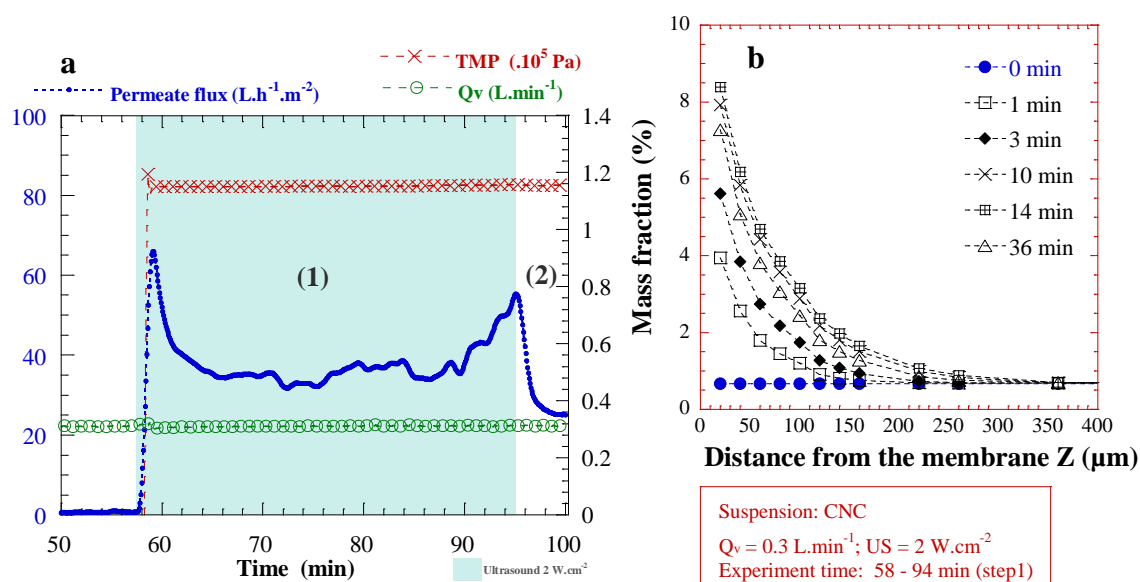 a
TMP (.10⁵ Pa)
Permeate flux (L.h⁻¹.m⁻²)
Qv (L.min⁻¹)
100
80
60
40
20
0
1.4
1.2
1
0.8
0.6
0.4
0.2
0
(1)
(2)
50 60 70 80 90 100
Time (min)
Ultrasound 2 W.cm⁻²
b
0 min
1 min
3 min
10 min
14 min
36 min
Mass fraction (%)
10
8
6
4
2
0
0 50 100 150 200 250 300 350 400
Distance from the membrane Z (µm)
Suspension: CNC
Qv = 0.3 L.min⁻¹; US = 2 W.cm⁻²
Experiment time: 58 - 94 min (step1)